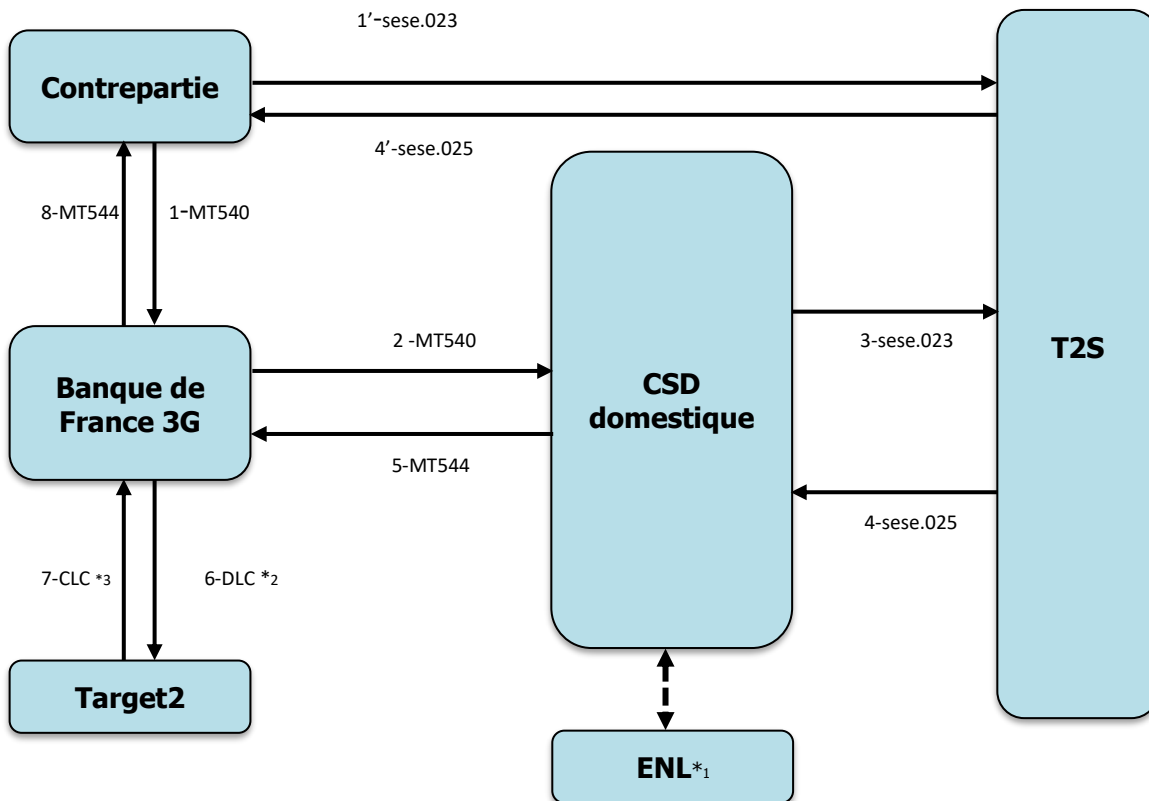 1’-sese.023
Contrepartie
4’-sese.025
8-MT544
1-MT540
2 -MT540
3-sese.023
T2S
Banque de
France 3G
CSD
domestique
5-MT544
4-sese.025
7-CLC *3
6-DLC *2
Target2
ENL*1